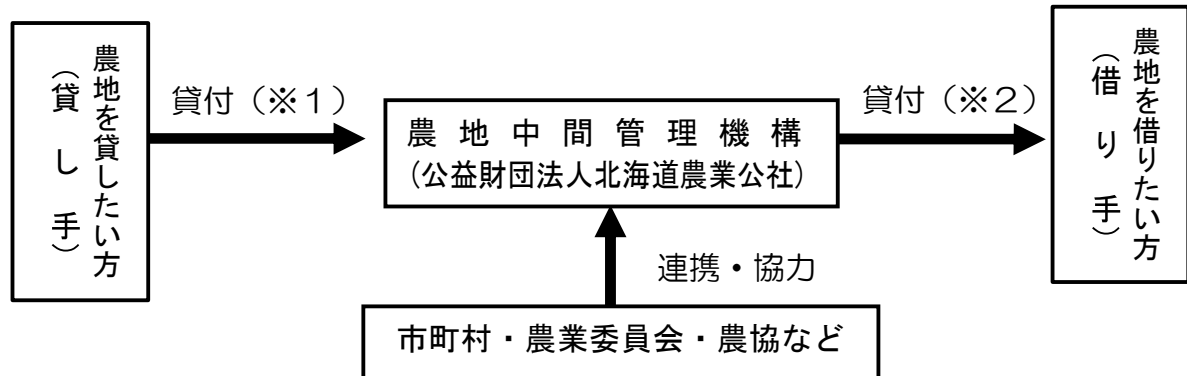 農地を貸したい方
（貸し手）
貸付（※１）
農地中間管理機構
（公益財団法人北海道農業公社）
貸付（※２）
農地を借りたい方
（借り手）
連携・協力
市町村・農業委員会・農協など